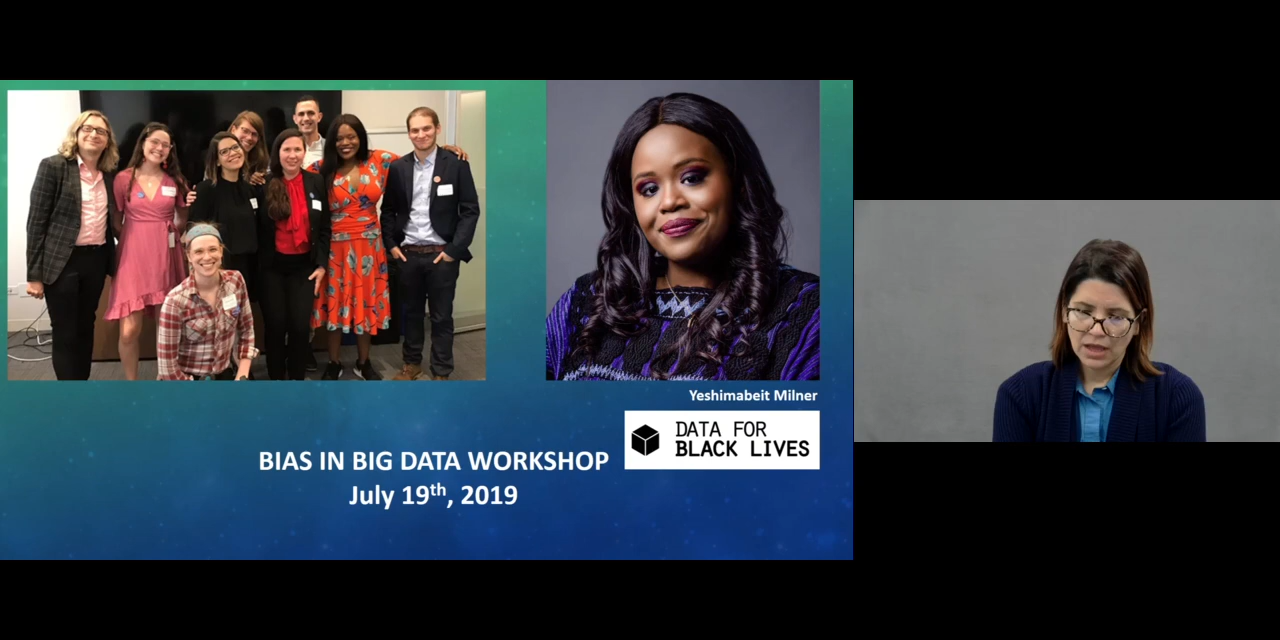 Yeshimabeit Milner
DATA FOR
BLACK LIVES
BIAS IN BIG DATA WORKSHOP
July 19th, 2019